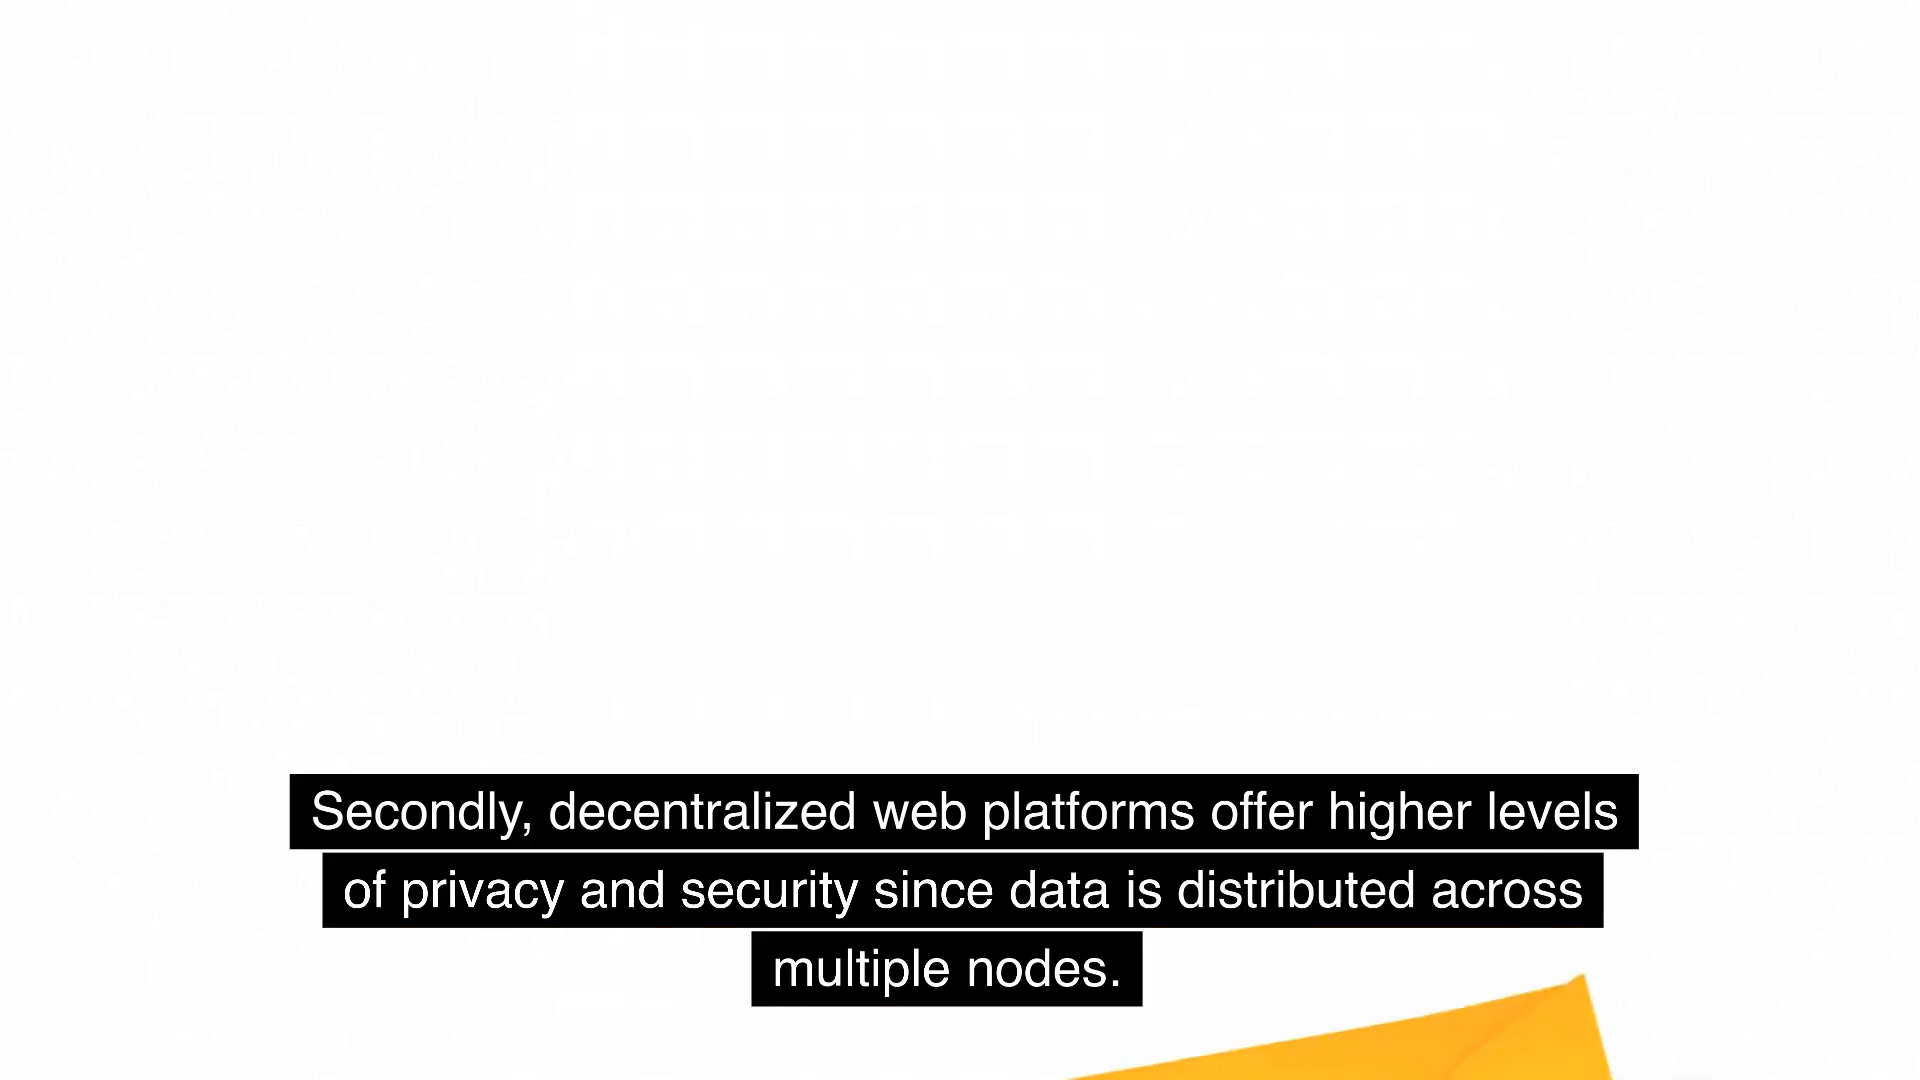 Secondly, decentralized web platforms offer higher levels
of privacy and security since data is distributed across
multiple nodes.